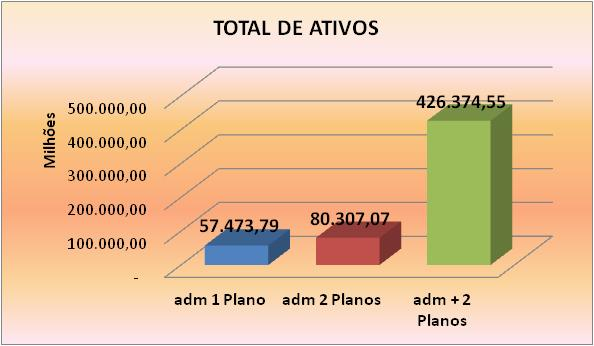 TOTAL DE ATIVOS
Milhões
500.000,00
400.000,00
300.000,00
200.000,00
100.000,00
-
57.473,79
80.307,07
426.374,55
adm 1 Plano
adm 2 Planos
adm + 2
Planos